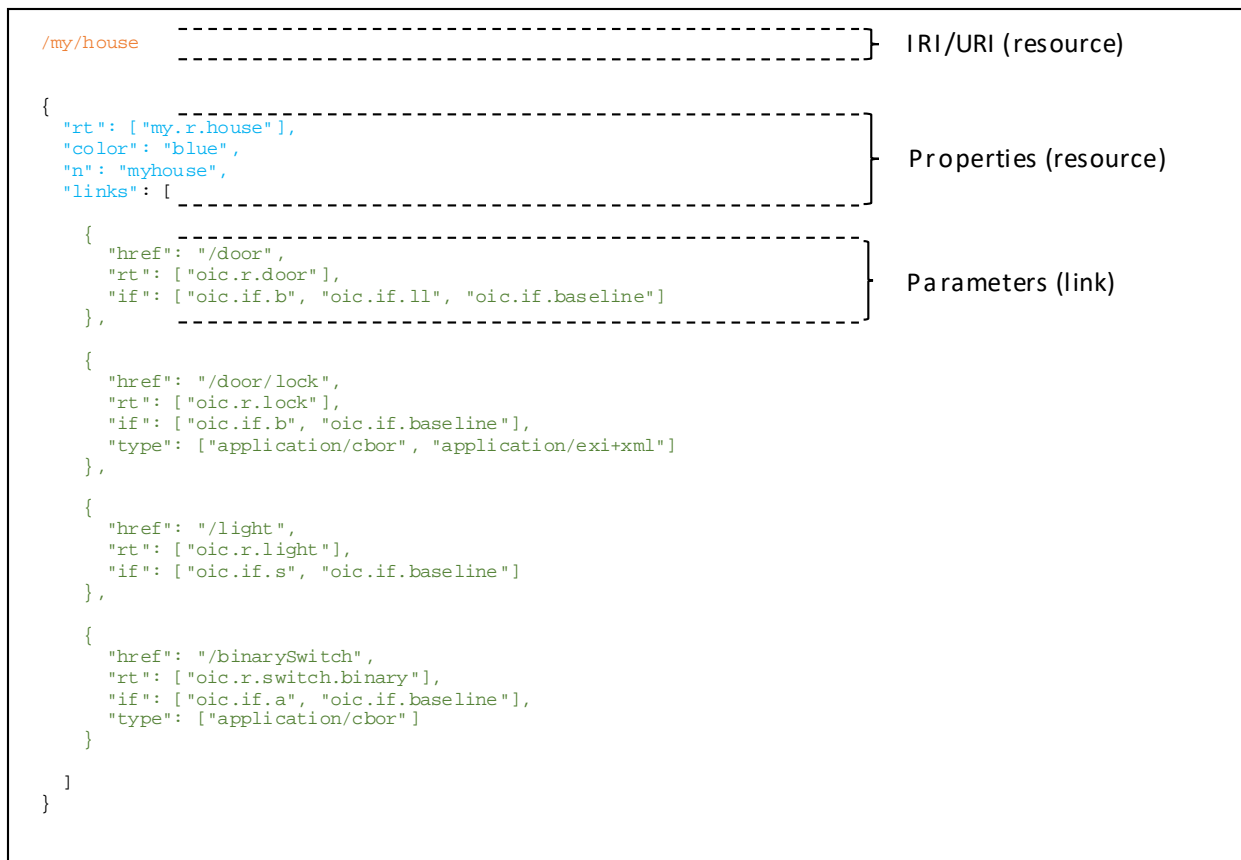 /my/house
IRI/URI (resource)
{
"rt": ["my.r.house"],
"color": "blue",
"n": "myhouse",
"links": [
Properties (resource)
{
"href": "/door",
"rt": ["oic.r.door"],
"if": ["oic.if.b", "oic.if.ll", "oic.if.baseline"]
},
Parameters (link)
{
"href": "/door/lock",
"rt": ["oic.r.lock"],
"if": ["oic.if.b", "oic.if.baseline"],
"type": ["application/cbor", "application/exi+xml"]
},
{
"href": "/light",
"rt": ["oic.r.light"],
"if": ["oic.if.s", "oic.if.baseline"]
},
{
"href": "/binarySwitch",
"rt": ["oic.r.switch.binary"],
"if": ["oic.if.a", "oic.if.baseline"],
"type": ["application/cbor"]
}
]
}